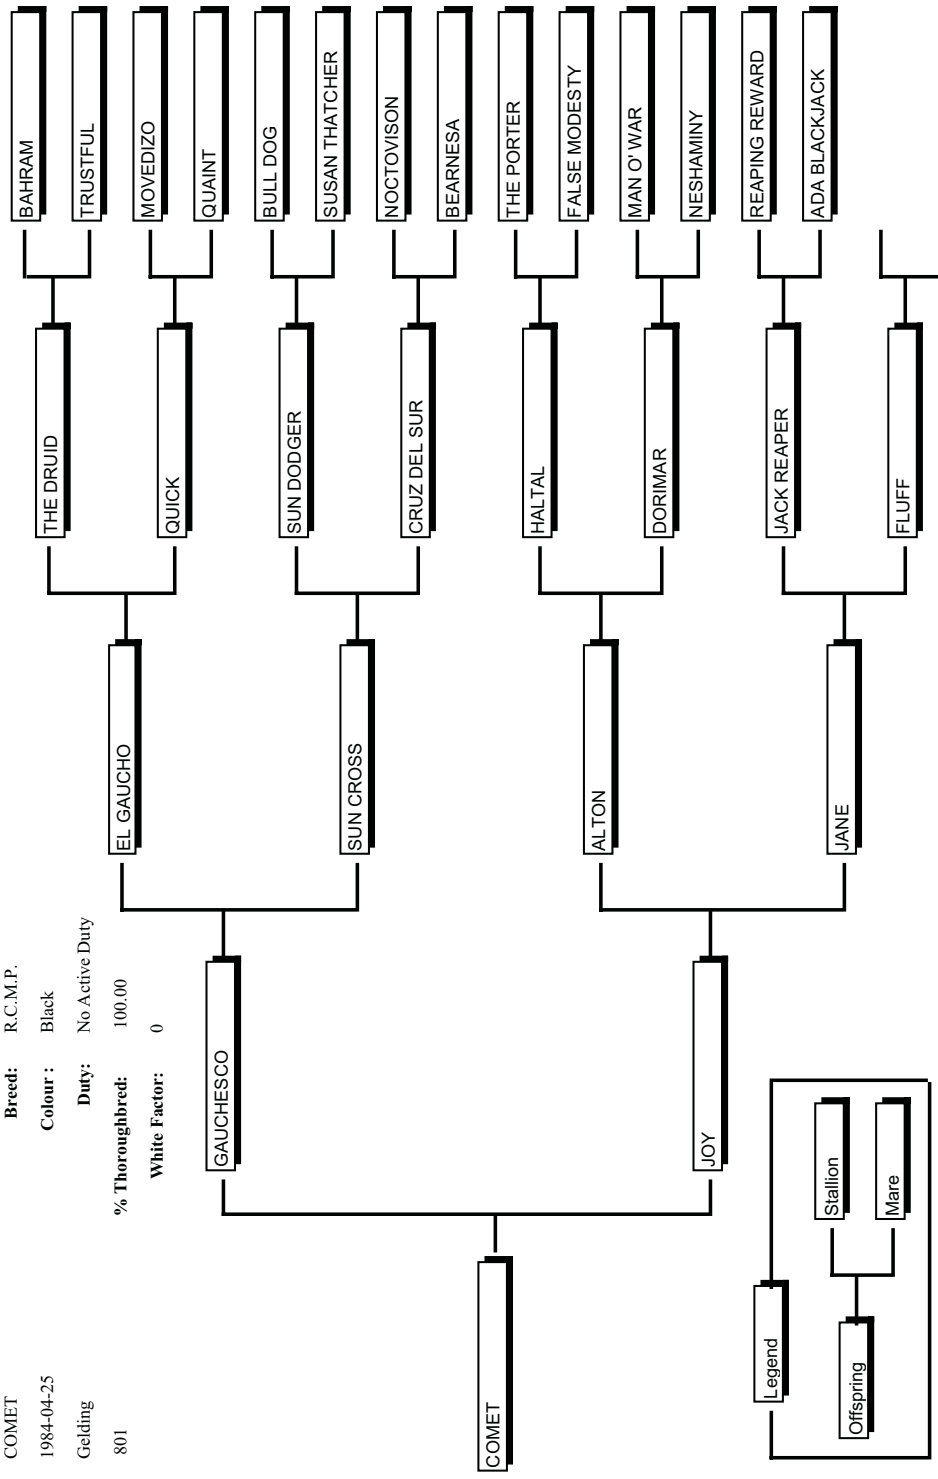 COMET
Breed: R.C.M.P.
1984-04-25
Colour : Black
Gelding
Duty: No Active Duty
801
% Thoroughbred: 100.00
White Factor: 0
COMET
GAUCHESCO
JOY
EL GAUCHO
SUN CROSS
ALTON
JANE
THE DRUID
QUICK
SUN DODGER
CRUZ DEL SUR
HALTAL
DORIMAR
JACK REAPER
FLUFF
BAHRAM
TRUSTFUL
MOVEDIZO
QUAINT
BULL DOG
SUSAN THATCHER
NOCTOVISON
BEARNESA
THE PORTER
FALSE MODESTY
MAN O' WAR
NESHAMINY
REAPING REWARD
ADA BLACKJACK
Legend
Offspring
Stallion
Mare